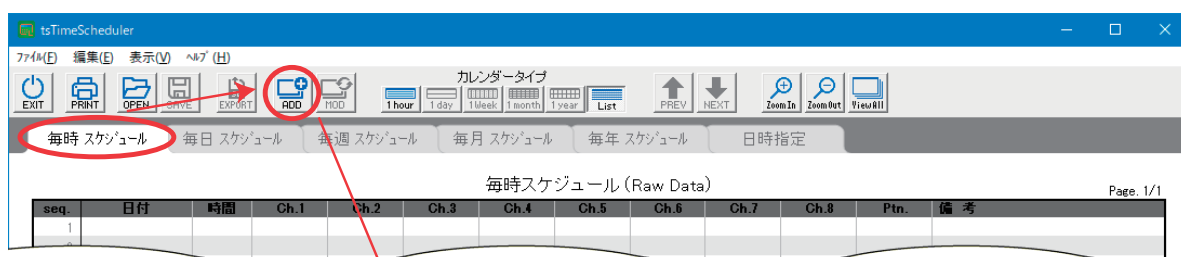 tsTimeScheduler
ﾌｧｲﾙ(F) 編集(E) 表示(V) ﾍﾙﾌﾟ(H)
カレンダータイプ
EXIT PRINT OPEN SAVE EXPORT ADD MOD 1 hour 1 day 1Week 1 month 1 year List PREV NEXT Zoom In Zoom Out View All
毎時 ｽｹｼﾞｭｰﾙ 毎日 ｽｹｼﾞｭｰﾙ 毎週 ｽｹｼﾞｭｰﾙ 毎月 ｽｹｼﾞｭｰﾙ 毎年 ｽｹｼﾞｭｰﾙ 日時指定
毎時スケジュール (Raw Data)
Page. 1/1
seq. 日付 時間 Ch.1 Ch.2 Ch.3 Ch.4 Ch.5 Ch.6 Ch.7 Ch.8 Ptn. 備 考
1